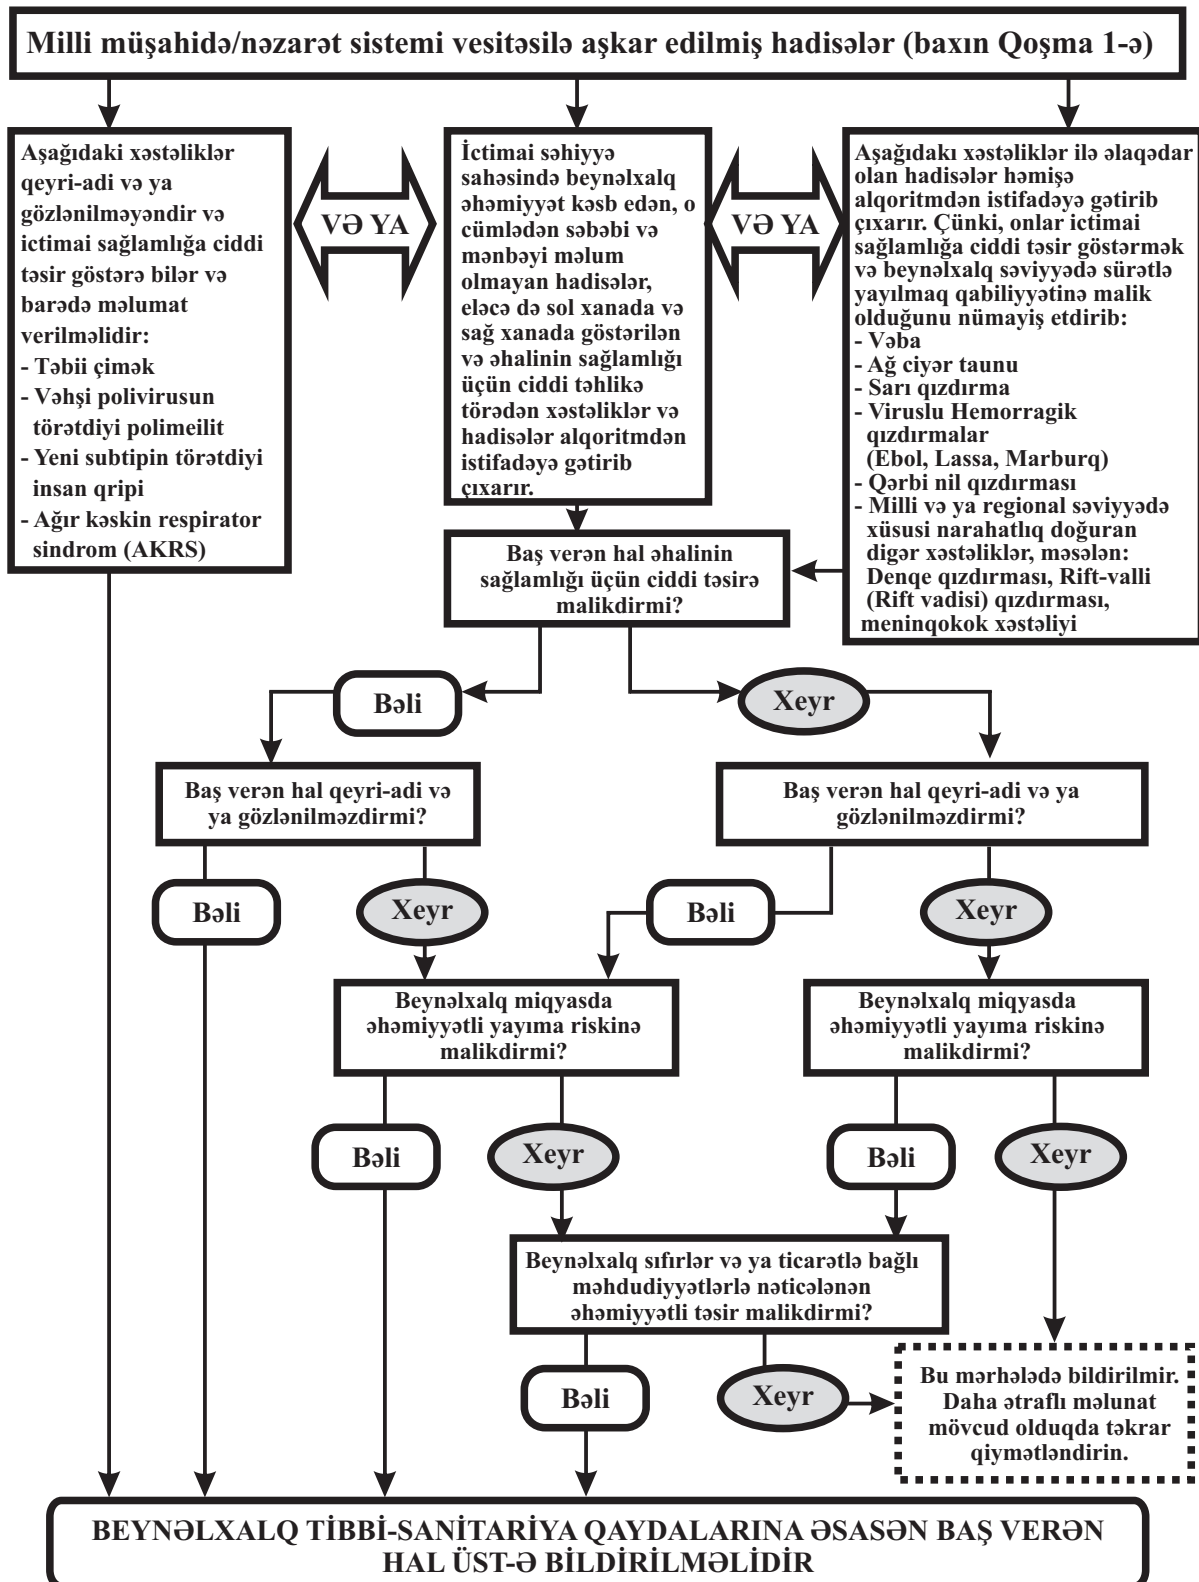 Milli müşahidə/nəzarət sistemi vesitəsilə aşkar edilmiş hadisələr (baxın Qoşma 1-ə)
Aşağıdaki xəstəliklər
qeyri-adi və ya
gözlənilməyəndir və
ictimai sağlamlığa ciddi
təsir göstərə bilər və
barədə məlumat
verilməlidir:
- Təbii çimək
- Vəhşi polivirusun
törətdiyi polimeilit
- Yeni subtipin törətdiyi
insan qripi
- Ağır kəskin respirator
sindrom (AKRS)
VƏ YA
İctimai səhiyyə
sahəsində beynəlxalq
əhəmiyyət kəsb edən, o
cümlədən səbəbi və
mənbəyi məlum
olmayan hadisələr,
eləcə də sol xanada və
sağ xanada göstərilən
və əhalinin sağlamlığı
üçün ciddi təhlikə
törədən xəstəliklər və
hadisələr alqoritmdən
istifadəyə gətirib
çıxarır.
VƏ YA
Aşağıdakı xəstəliklər ilə əlaqədar
olan hadisələr həmişə
alqoritmdən istifadəyə gətirib
çıxarır. Çünki, onlar ictimai
sağlamlığa ciddi təsir göstərmək
və beynəlxalq səviyyədə sürətlə
yayılmaq qabiliyyətinə malik
olduğunu nümayiş etdirib:
- Vəba
- Ağ ciyər taunu
- Sarı qızdırma
- Viruslu Hemorragik
qızdırmalar
(Ebol, Lassa, Marburq)
- Qərbi nil qızdırması
- Milli və ya regional səviyyədə
xüsusi narahatlıq doğuran
digər xəstəliklər, məsələn:
Denqe qızdırması, Rift-valli
(Rift vadisi) qızdırması,
meninqokok xəstəliyi
Baş verən hal əhalinin
sağlamlığı üçün ciddi təsirə
malikdirmi?
Bəli
Xeyr
Baş verən hal qeyri-adi və
ya gözlənilməzdirmi?
Baş verən hal qeyri-adi və ya
gözlənilməzdirmi?
Bəli
Xeyr
Bəli
Xeyr
Beynəlxalq miqyasda
əhəmiyyətli yayıma riskinə
malikdirmi?
Beynəlxalq miqyasda
əhəmiyyətli yayıma riskinə
malikdirmi?
Bəli
Xeyr
Bəli
Xeyr
Beynəlxalq sıfırlər və ya ticarətlə bağlı
məhdudiyyətlərlə nəticələnən
əhəmiyyətli təsir malikdirmi?
Bəli
Xeyr
Bu mərhələdə bildirilmir.
Daha ətraflı məlunat
mövcud olduqda təkrar
qiymətləndirin.
BEYNƏLXALQ TİBBİ-SANİTARİYA QAYDALARINA ƏSASƏN BAŞ VERƏN
HAL ÜST-Ə BİLDİRİLMƏLİDİR